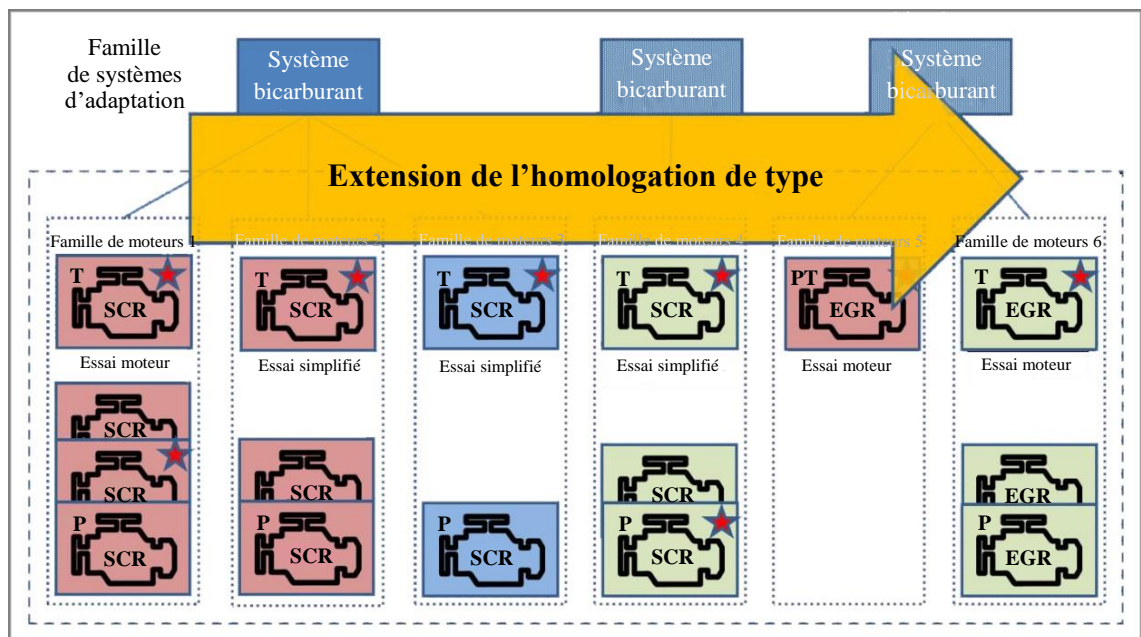 Famille
de systèmes
d’adaptation
Système
bicarburant
Système
bicarburant
Système
bicarburant
Extension de l’homologation de type
Famille de moteurs 1
Famille de moteurs 2
Famille de moteurs 3
Famille de moteurs 4
Famille de moteurs 5
Famille de moteurs 6
T
SCR
T
SCR
T
SCR
T
SCR
PT
EGR
T
EGR
Essai moteur
Essai simplifié
Essai simplifié
Essai simplifié
Essai moteur
Essai moteur
SCR
SCR
P
SCR
SCR
P
SCR
P
SCR
SCR
P
SCR
EGR
P
EGR